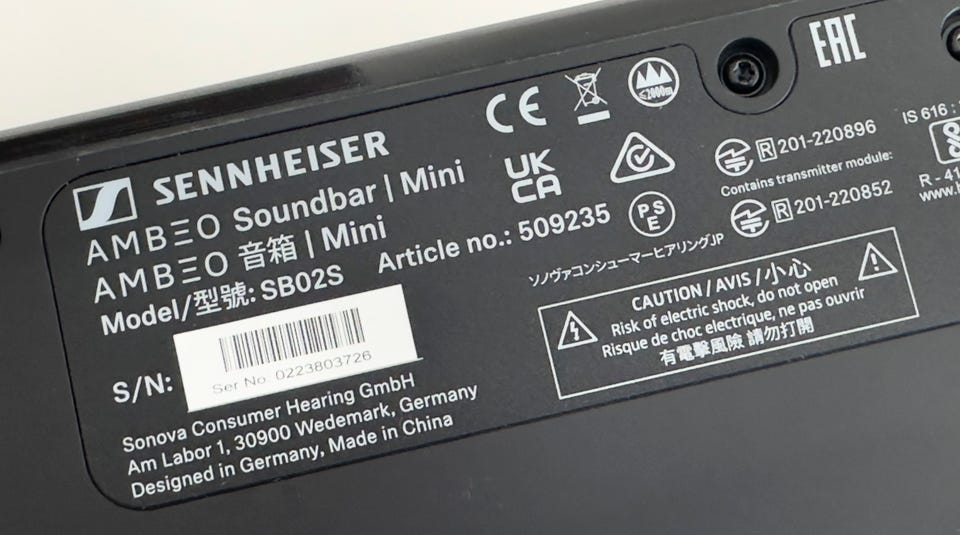 SENNHEISER
AMBEO Soundbar | Mini
AMBEO 音箱 | Mini
Model/型號: SB02S
Article no.: 509235
S/N:
Ser No. 0223803726
Sonova Consumer Hearing GmbH
Am Labor 1, 30900 Wedemark, Germany
Designed in Germany, Made in China
CE
≤2000m
EAC
UK
CA
PSE
R 201-220896
Contains transmitter module:
R 201-220852
ソノヴァコンシューマーヒアリングJP
IS 616 :
R - 41
CAUTION / AVIS / 小心
Risk of electric shock, do not open
Risque de choc electrique, ne pas ouvrir
有電擊風險 請勿打開